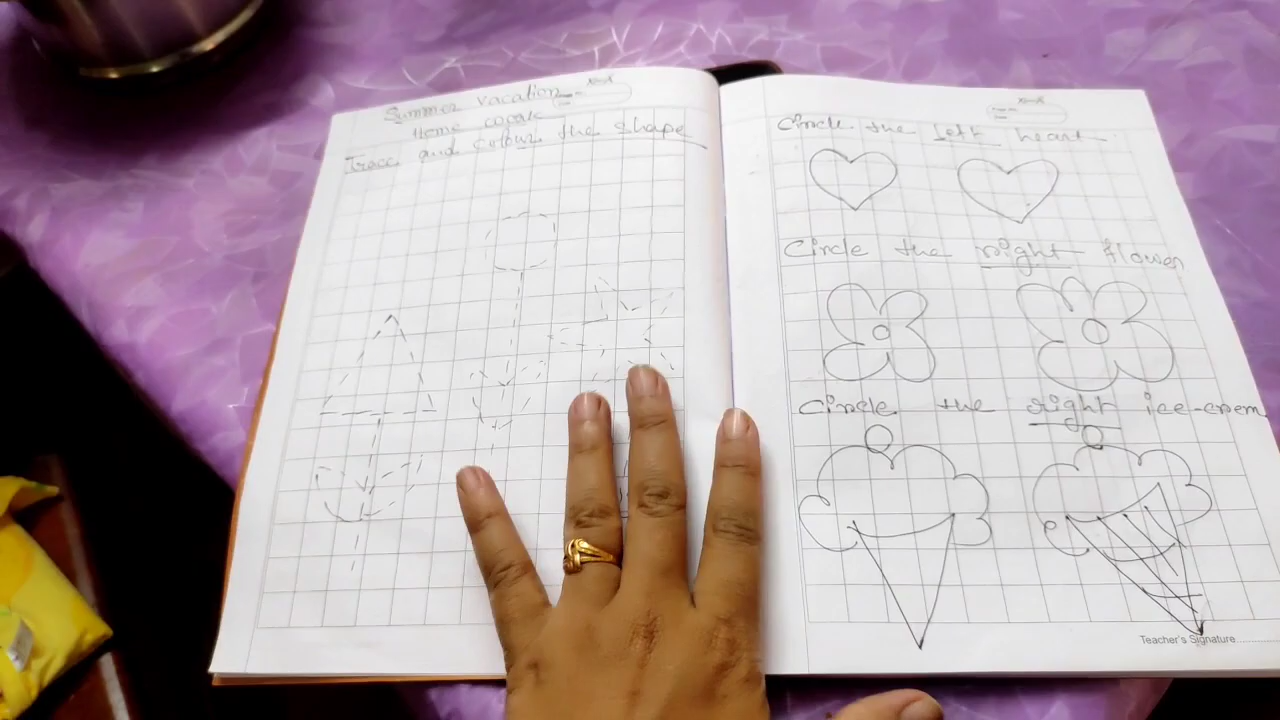 Summer vacation
Home work
Trace and colour the shape
Circle the left heart
Circle the right flower
Circle the right ice-crem
Teacher's Signature